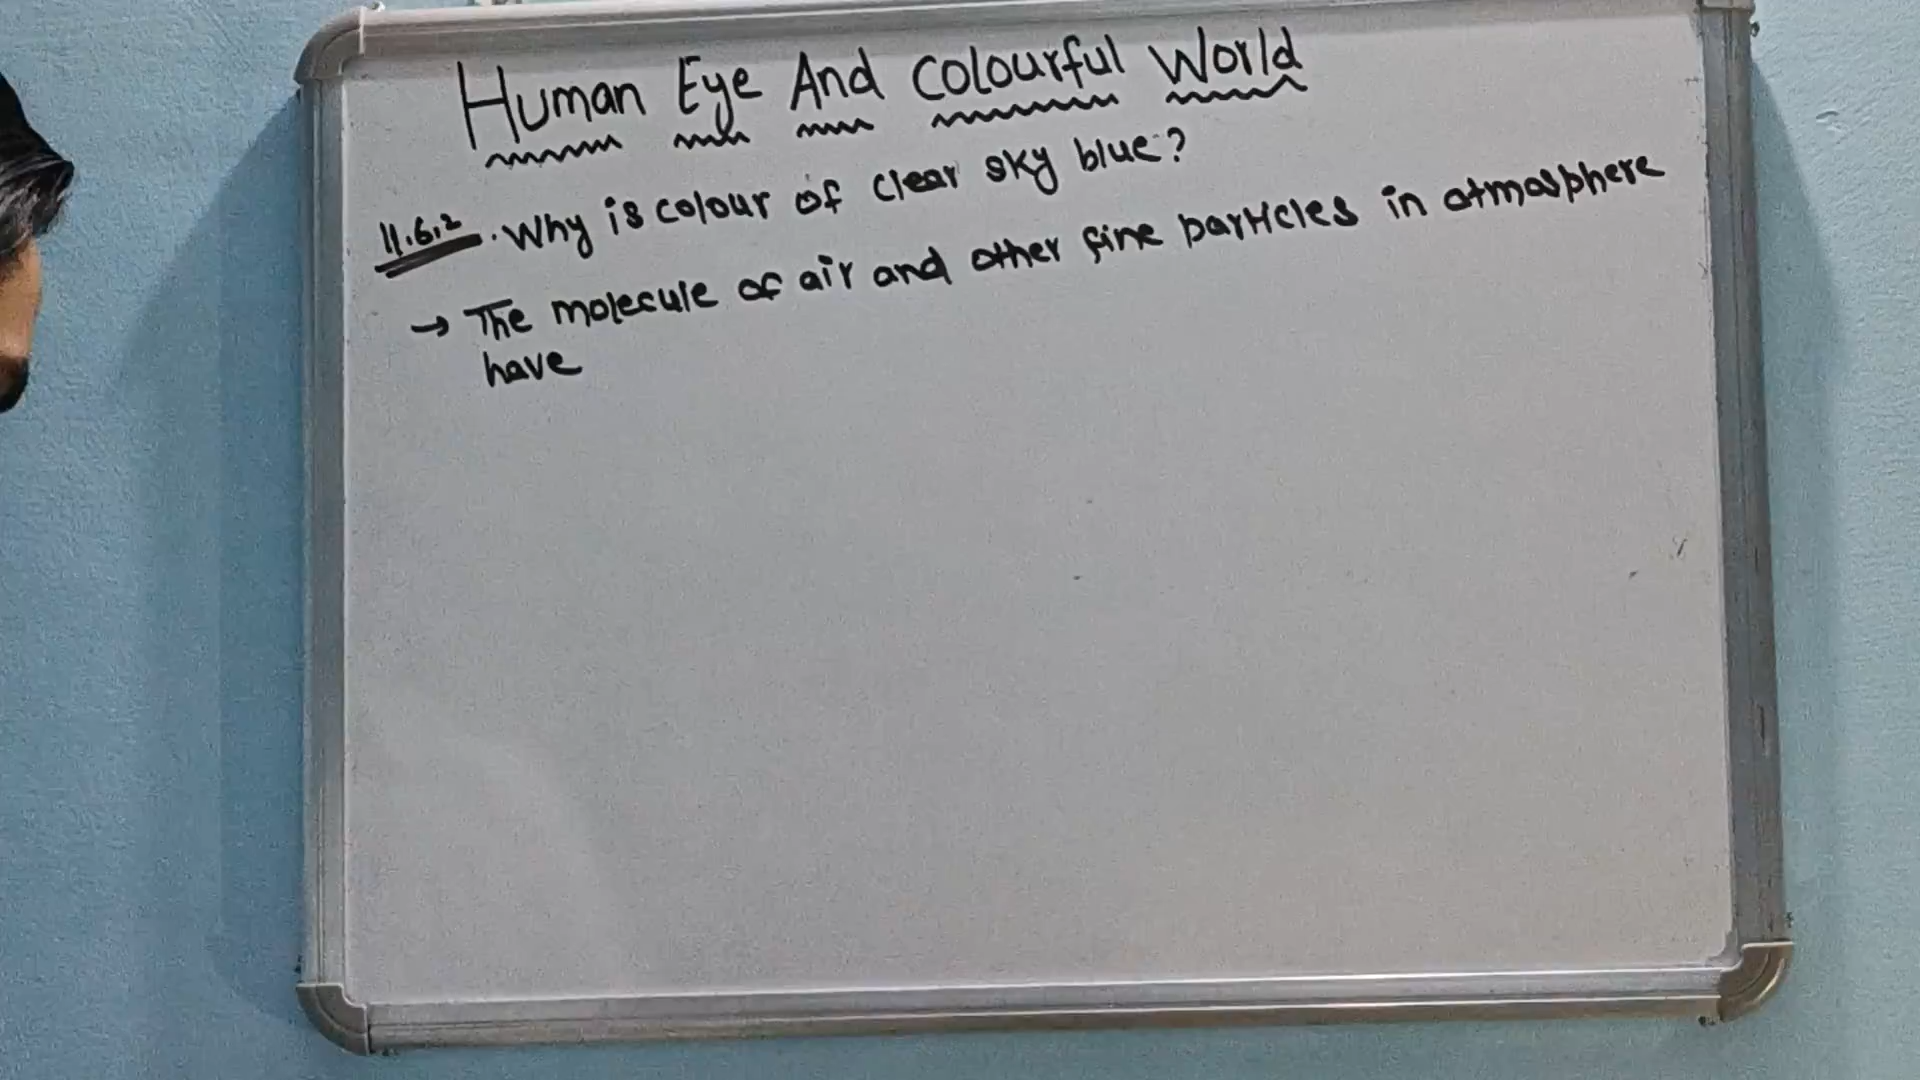 Human Eye And Colourful World
11.6.2. Why is colour of clear sky blue?
→ The molecule of air and other fine particles in atmosphere
have